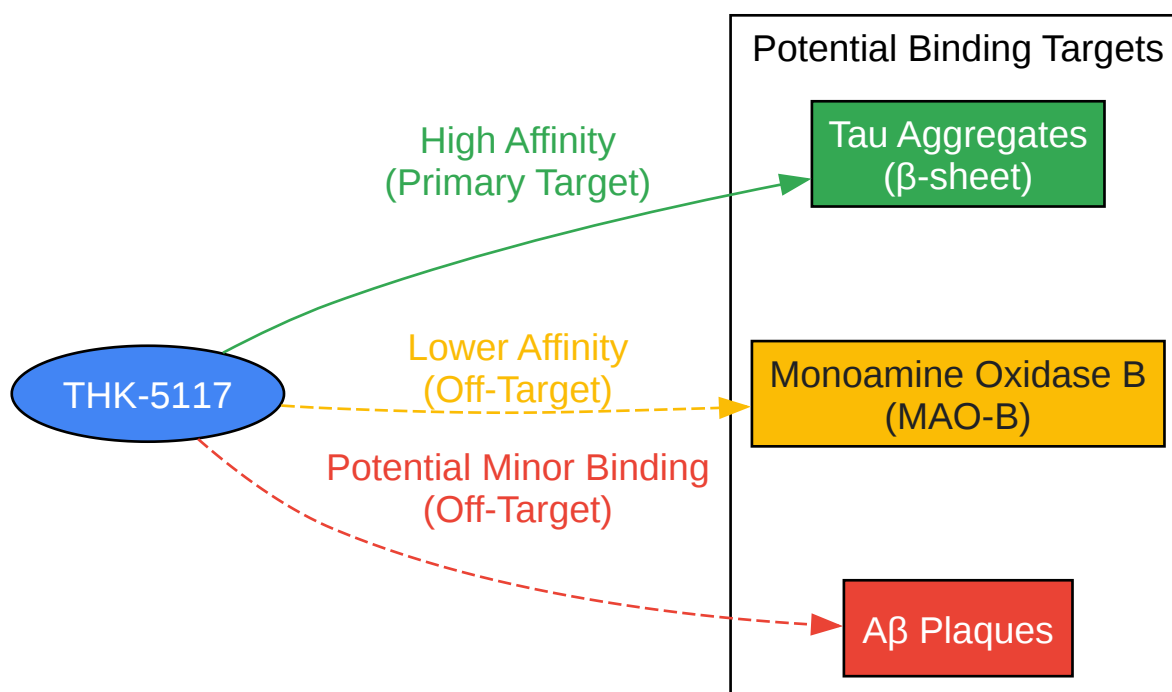 Potential Binding Targets
High Affinity
(Primary Target)
Tau Aggregates
(β-sheet)
THK-5117
Lower Affinity
(Off-Target)
Monoamine Oxidase B
(MAO-B)
Potential Minor Binding
(Off-Target)
Aβ Plaques